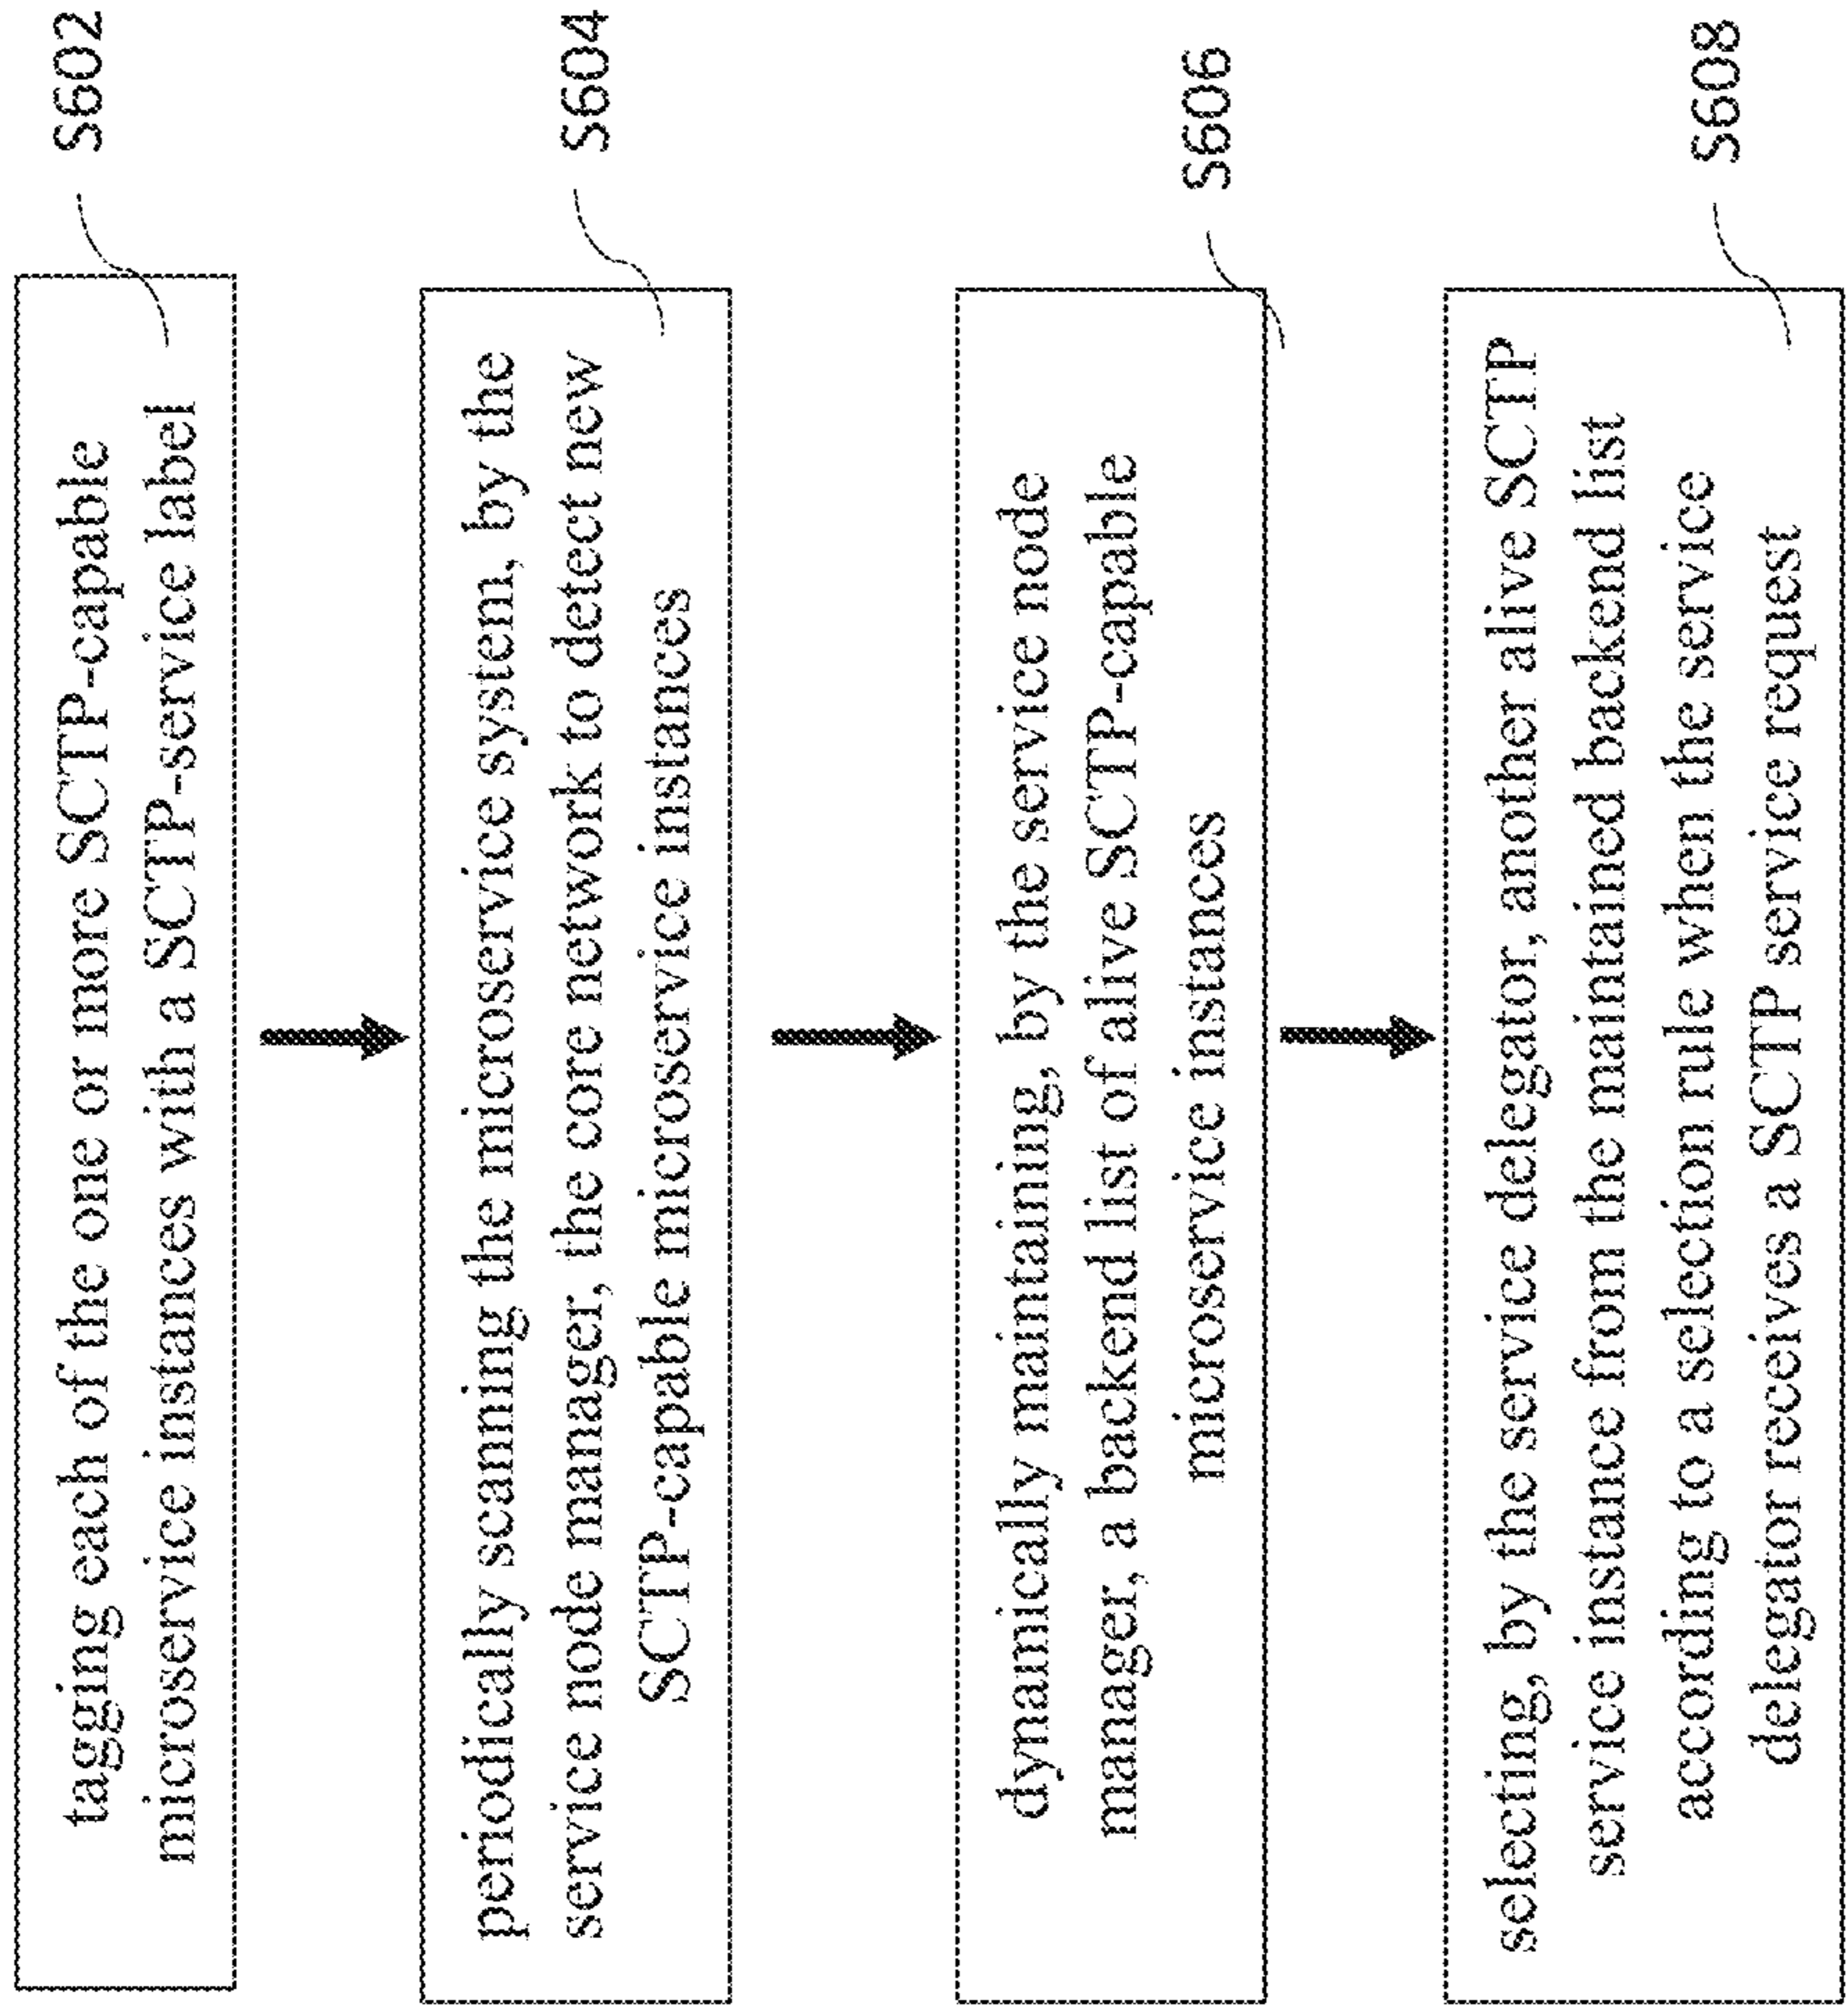 tagging each of the one or more SCTP-capable
microservice instances with a SCTP-service label
S602
periodically scanning the microservice system, by the
service node manager, the core network to detect new
SCTP-capable microservice instances
S604
dynamically maintaining, by the service node
manager, a backend list of alive SCTP-capable
microservice instances
S606
selecting, by the service delegator, another alive SCTP
service instance from the maintained backend list
according to a selection rule when the service
delegator receives a SCTP service request
S608